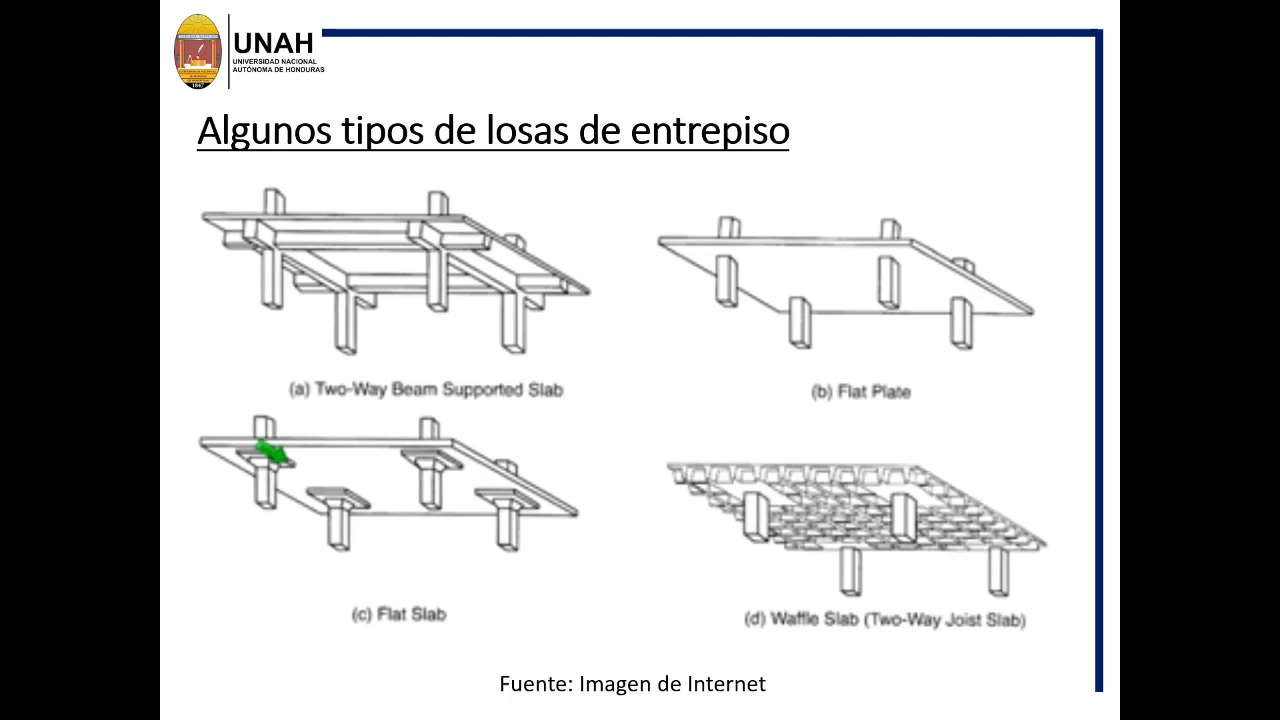 UNAH
UNIVERSIDAD NACIONAL
AUTÓNOMA DE HONDURAS
Algunos tipos de losas de entrepiso
(a) Two-Way Beam Supported Slab
(b) Flat Plate
(c) Flat Slab
(d) Waffle Slab (Two-Way Joist Slab)
Fuente: Imagen de Internet